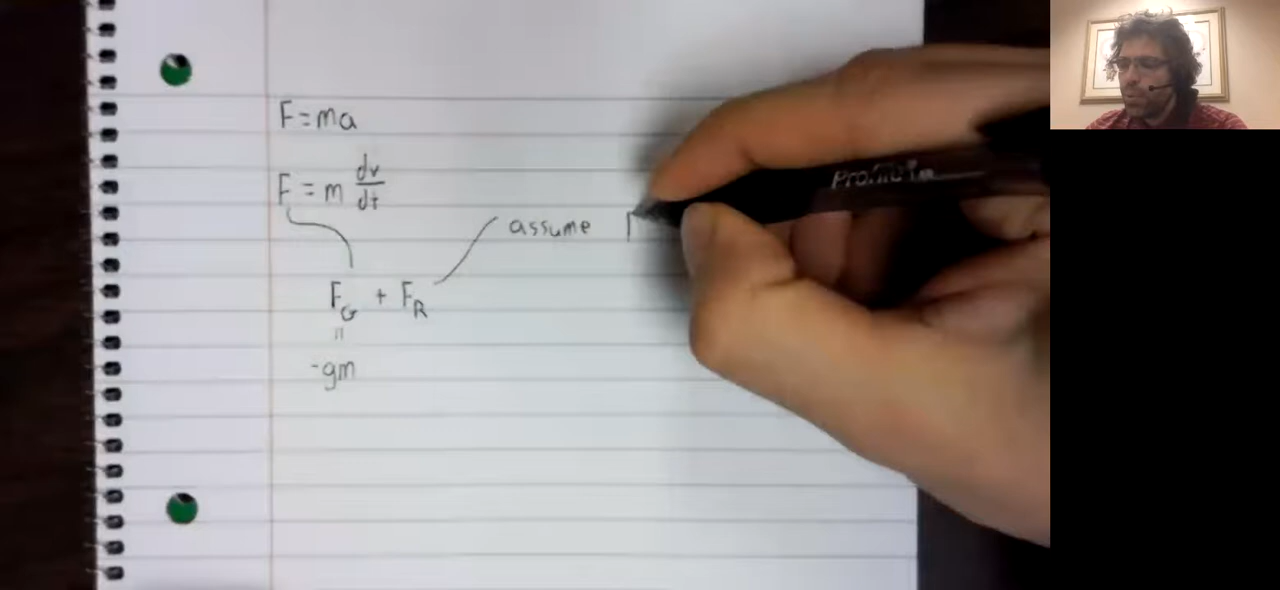 F = ma
F = m dv/dt
assume
F_G + F_R
"
-gm